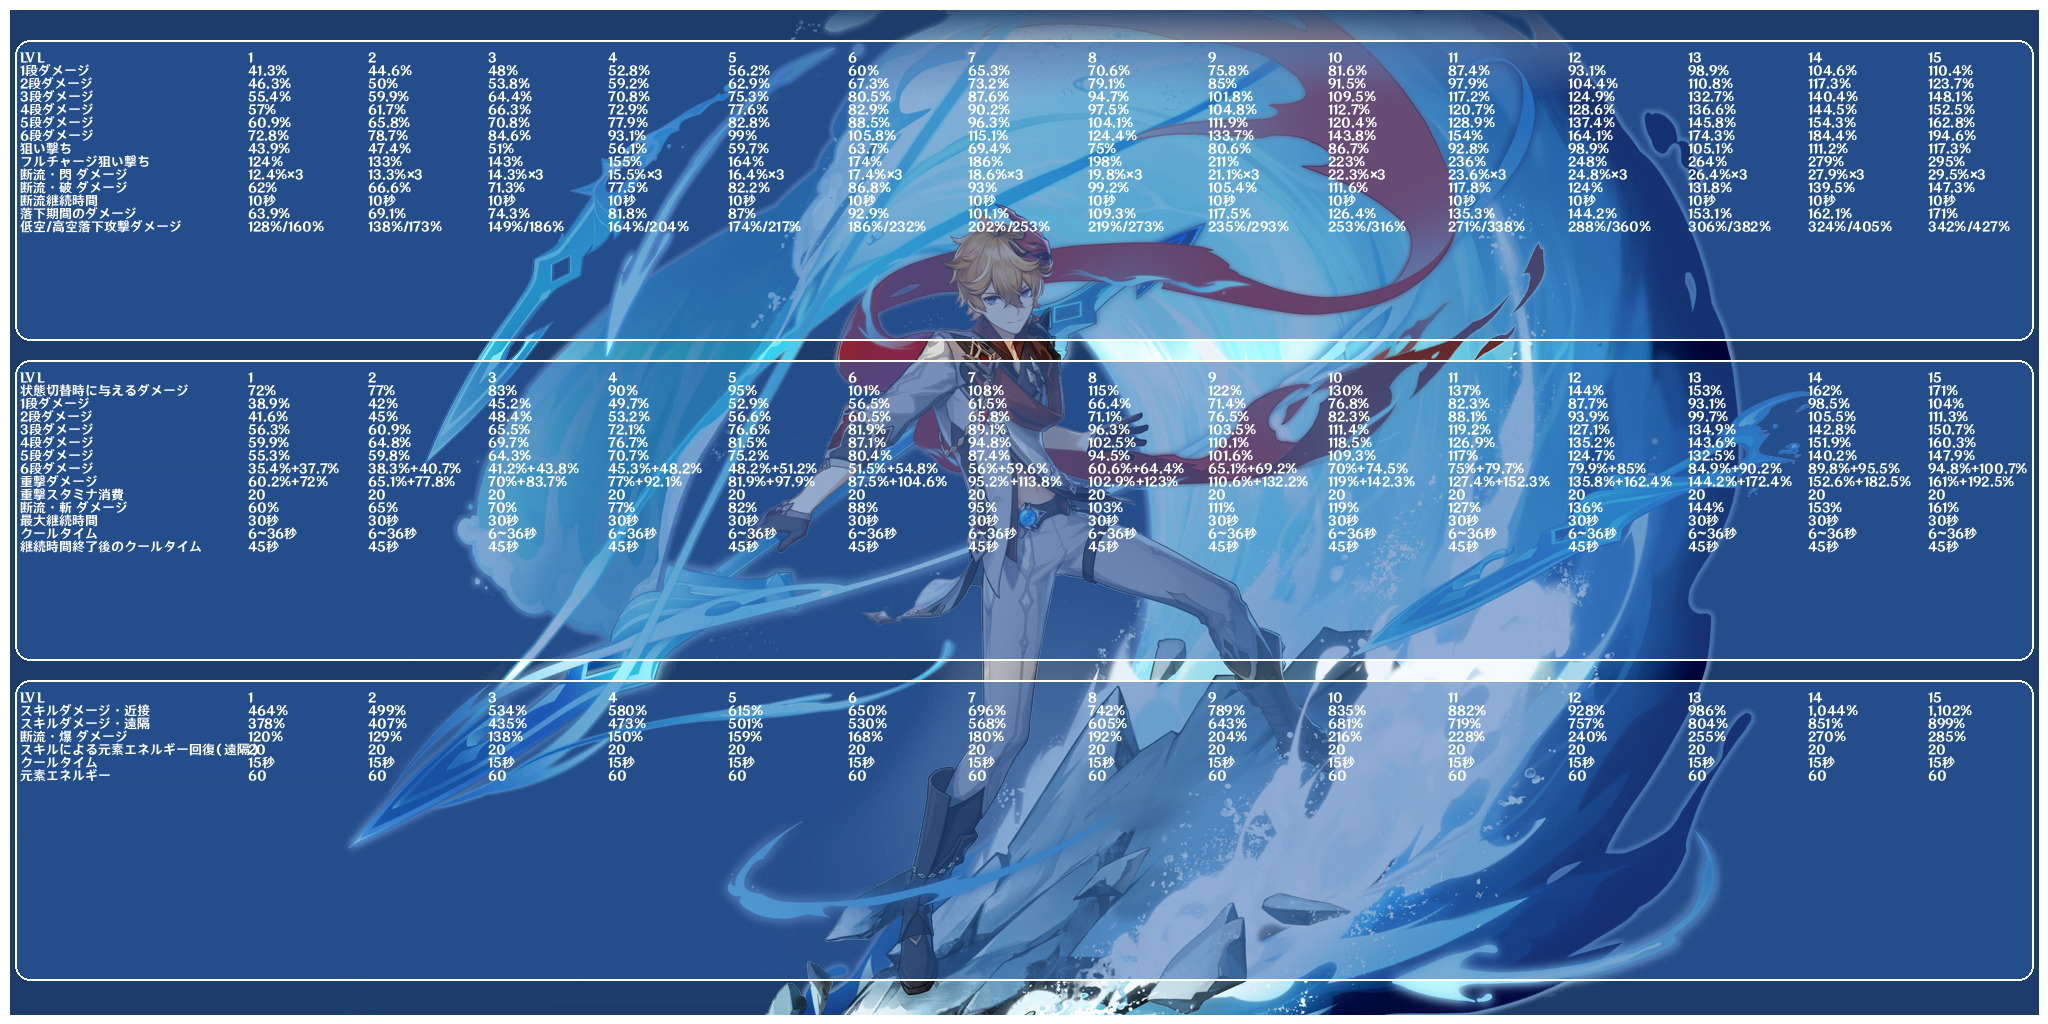 LVL 1 2 3 4 5 6 7 8 9 10 11 12 13 14 15
1段ダメージ 41.3% 44.6% 48% 52.8% 56.2% 60% 65.3% 70.6% 75.8% 81.6% 87.4% 93.1% 98.9% 104.6% 110.4%
2段ダメージ 46.3% 50% 53.8% 59.2% 62.9% 67.3% 73.2% 79.1% 85% 91.5% 97.9% 104.4% 110.8% 117.3% 123.7%
3段ダメージ 55.4% 59.9% 64.4% 70.8% 75.3% 80.5% 87.6% 94.7% 101.8% 109.5% 117.2% 124.9% 132.7% 140.4% 148.1%
4段ダメージ 57% 61.7% 66.3% 72.9% 77.6% 82.9% 90.2% 97.5% 104.8% 112.7% 120.7% 128.6% 136.6% 144.5% 152.5%
5段ダメージ 60.9% 65.8% 70.8% 77.9% 82.8% 88.5% 96.3% 104.1% 111.9% 120.4% 128.9% 137.4% 145.8% 154.3% 162.8%
6段ダメージ 72.8% 78.7% 84.6% 93.1% 99% 105.8% 115.1% 124.4% 133.7% 143.8% 154% 164.1% 174.3% 184.4% 194.6%
狙い撃ち 43.9% 47.4% 51% 56.1% 59.7% 63.7% 69.4% 75% 80.6% 86.7% 92.8% 98.9% 105.1% 111.2% 117.3%
フルチャージ狙い撃ち 124% 133% 143% 155% 164% 174% 186% 198% 211% 223% 236% 248% 264% 279% 295%
断流・閃 ダメージ 12.4%×3 13.3%×3 14.3%×3 15.5%×3 16.4%×3 17.4%×3 18.6%×3 19.8%×3 21.1%×3 22.3%×3 23.6%×3 24.8%×3 26.4%×3 27.9%×3 29.5%×3
断流・破 ダメージ 62% 66.6% 71.3% 77.5% 82.2% 86.8% 93% 99.2% 105.4% 111.6% 117.8% 124% 131.8% 139.5% 147.3%
断流継続時間 10秒 10秒 10秒 10秒 10秒 10秒 10秒 10秒 10秒 10秒 10秒 10秒 10秒 10秒 10秒
落下期間のダメージ 63.9% 69.1% 74.3% 81.8% 87% 92.9% 101.1% 109.3% 117.5% 126.4% 135.3% 144.2% 153.1% 162.1% 171%
低空/高空落下攻撃ダメージ 128%/160% 138%/173% 149%/186% 164%/204% 174%/217% 186%/232% 202%/253% 219%/273% 235%/293% 253%/316% 271%/338% 288%/360% 306%/382% 324%/405% 342%/427%
LVL 1 2 3 4 5 6 7 8 9 10 11 12 13 14 15
状態切替時に与えるダメージ 72% 77% 83% 90% 95% 101% 108% 115% 122% 130% 137% 144% 153% 162% 171%
1段ダメージ 38.9% 42% 45.2% 49.7% 52.9% 56.5% 61.5% 66.4% 71.4% 76.8% 82.3% 87.7% 93.1% 98.5% 104%
2段ダメージ 41.6% 45% 48.4% 53.2% 56.6% 60.5% 65.8% 71.1% 76.5% 82.3% 88.1% 93.9% 99.7% 105.5% 111.3%
3段ダメージ 56.3% 60.9% 65.5% 72.1% 76.6% 81.9% 89.1% 96.3% 103.5% 111.4% 119.2% 127.1% 134.9% 142.8% 150.7%
4段ダメージ 59.9% 64.8% 69.7% 76.7% 81.5% 87.1% 94.8% 102.5% 110.1% 118.5% 126.9% 135.2% 143.6% 151.9% 160.3%
5段ダメージ 55.3% 59.8% 64.3% 70.7% 75.2% 80.4% 87.4% 94.5% 101.6% 109.3% 117% 124.7% 132.5% 140.2% 147.9%
6段ダメージ 35.4%+37.7% 38.3%+40.7% 41.2%+43.8% 45.3%+48.2% 48.2%+51.2% 51.5%+54.8% 56%+59.6% 60.6%+64.4% 65.1%+69.2% 70%+74.5% 75%+79.7% 79.9%+85% 84.9%+90.2% 89.8%+95.5% 94.8%+100.7%
重撃ダメージ 60.2%+72% 65.1%+77.8% 70%+83.7% 77%+92.1% 81.9%+97.9% 87.5%+104.6% 95.2%+113.8% 102.9%+123% 110.6%+132.2% 119%+142.3% 127.4%+152.3% 135.8%+162.4% 144.2%+172.4% 152.6%+182.5% 161%+192.5%
重撃スタミナ消費 20 20 20 20 20 20 20 20 20 20 20 20 20 20 20
断流・斬 ダメージ 60% 65% 70% 77% 82% 88% 95% 103% 111% 119% 127% 136% 144% 153% 161%
最大継続時間 30秒 30秒 30秒 30秒 30秒 30秒 30秒 30秒 30秒 30秒 30秒 30秒 30秒 30秒 30秒
クールタイム 6~36秒 6~36秒 6~36秒 6~36秒 6~36秒 6~36秒 6~36秒 6~36秒 6~36秒 6~36秒 6~36秒 6~36秒 6~36秒 6~36秒 6~36秒
継続時間終了後のクールタイム 45秒 45秒 45秒 45秒 45秒 45秒 45秒 45秒 45秒 45秒 45秒 45秒 45秒 45秒 45秒
LVL 1 2 3 4 5 6 7 8 9 10 11 12 13 14 15
スキルダメージ・近接 464% 499% 534% 580% 615% 650% 696% 742% 789% 835% 882% 928% 986% 1,044% 1,102%
スキルダメージ・遠隔 378% 407% 435% 473% 501% 530% 568% 605% 643% 681% 719% 757% 804% 851% 899%
断流・爆 ダメージ 120% 129% 138% 150% 159% 168% 180% 192% 204% 216% 228% 240% 255% 270% 285%
スキルによる元素エネルギー回復(遠隔) 20 20 20 20 20 20 20 20 20 20 20 20 20 20 20
クールタイム 15秒 15秒 15秒 15秒 15秒 15秒 15秒 15秒 15秒 15秒 15秒 15秒 15秒 15秒 15秒
元素エネルギー 60 60 60 60 60 60 60 60 60 60 60 60 60 60 60